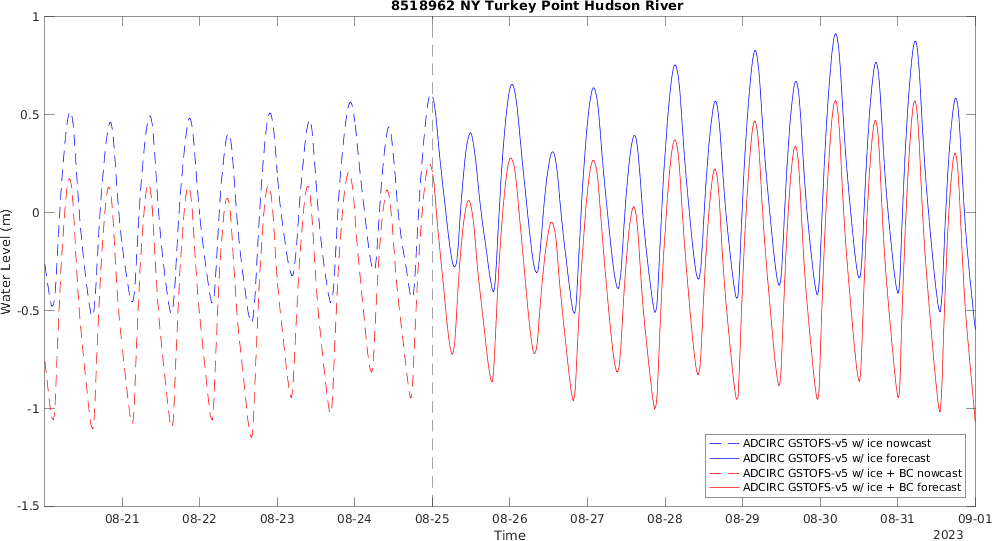 8518962 NY Turkey Point Hudson River
1
0.5
0
-0.5
-1
-1.5
Water Level (m)
08-21
08-22
08-23
08-24
08-25
08-26
08-27
08-28
08-29
08-30
08-31
09-01
2023
Time
ADCIRC GSTOFS-v5 w/ ice nowcast
ADCIRC GSTOFS-v5 w/ ice forecast
ADCIRC GSTOFS-v5 w/ ice + BC nowcast
ADCIRC GSTOFS-v5 w/ ice + BC forecast